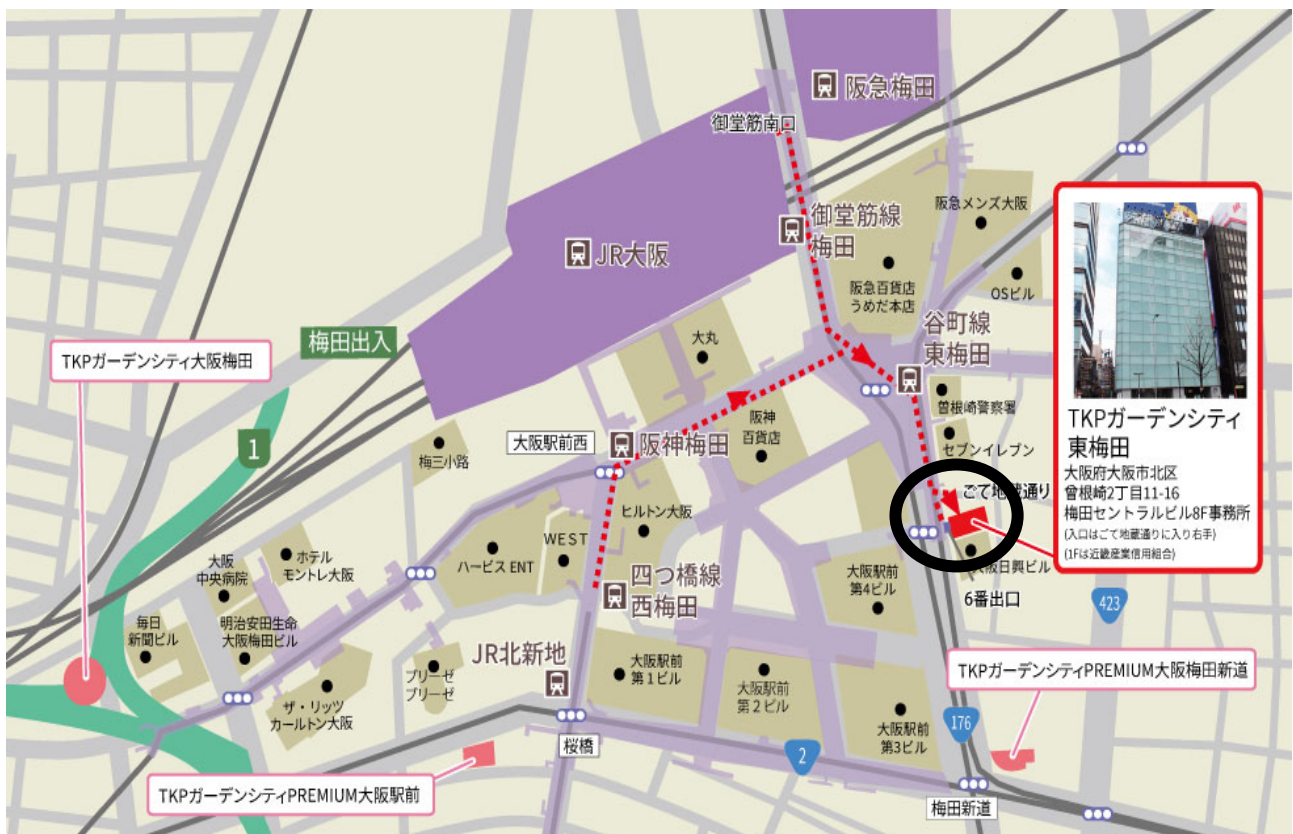 阪急梅田
御堂筋南口
阪急メンズ大阪
御堂筋線
梅田
JR大阪
阪急百貨店
うめだ本店
OSビル
谷町線
東梅田
梅田出入
大丸
TKPガーデンシティ大阪梅田
1
曾根崎警察署
阪神
百貨店
セブンイレブン
大阪駅前西
阪神梅田
梅三小路
ごて地蔵通り
TKPガーデンシティ
東梅田
大阪府大阪市北区
曾根崎2丁目11-16
梅田セントラルビル8F事務所
(入口はごて地蔵通りに入り右手)
(1Fは近畿産業信用組合)
ヒルトン大阪
WEST
ハービス ENT
ホテル
モントレ大阪
大阪
中央病院
大阪日興ビル
大阪駅前
第4ビル
6番出口
四つ橋線
西梅田
423
毎日
新聞ビル
明治安田生命
大阪梅田ビル
JR北新地
大阪駅前
第1ビル
ブリーゼ
ブリーゼ
大阪駅前
第2ビル
TKPガーデンシティPREMIUM大阪梅田新道
ザ・リッツ
カールトン大阪
大阪駅前
第3ビル
176
桜橋
2
TKPガーデンシティPREMIUM大阪駅前
梅田新道